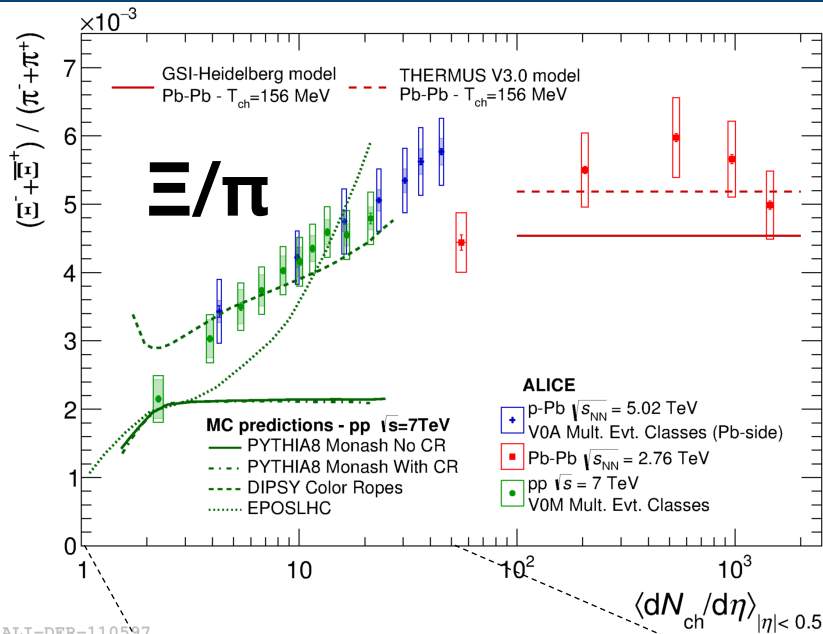 ×10⁻³
(Ξ⁻+Ξ̅⁺) / (π⁻+π⁺)
7
6
5
4
3
2
1
0
GSI-Heidelberg model
Pb-Pb - T_ch=156 MeV
THERMUS V3.0 model
Pb-Pb - T_ch=156 MeV
Ξ/π
MC predictions - pp √s=7TeV
PYTHIA8 Monash No CR
PYTHIA8 Monash With CR
DIPSY Color Ropes
EPOSLHC
ALICE
p-Pb √s_NN = 5.02 TeV
V0A Mult. Evt. Classes (Pb-side)
Pb-Pb √s_NN = 2.76 TeV
pp √s = 7 TeV
V0M Mult. Evt. Classes
1
10
10²
10³
⟨dN_ch/dη⟩_|η|< 0.5
ALI-DER-110597